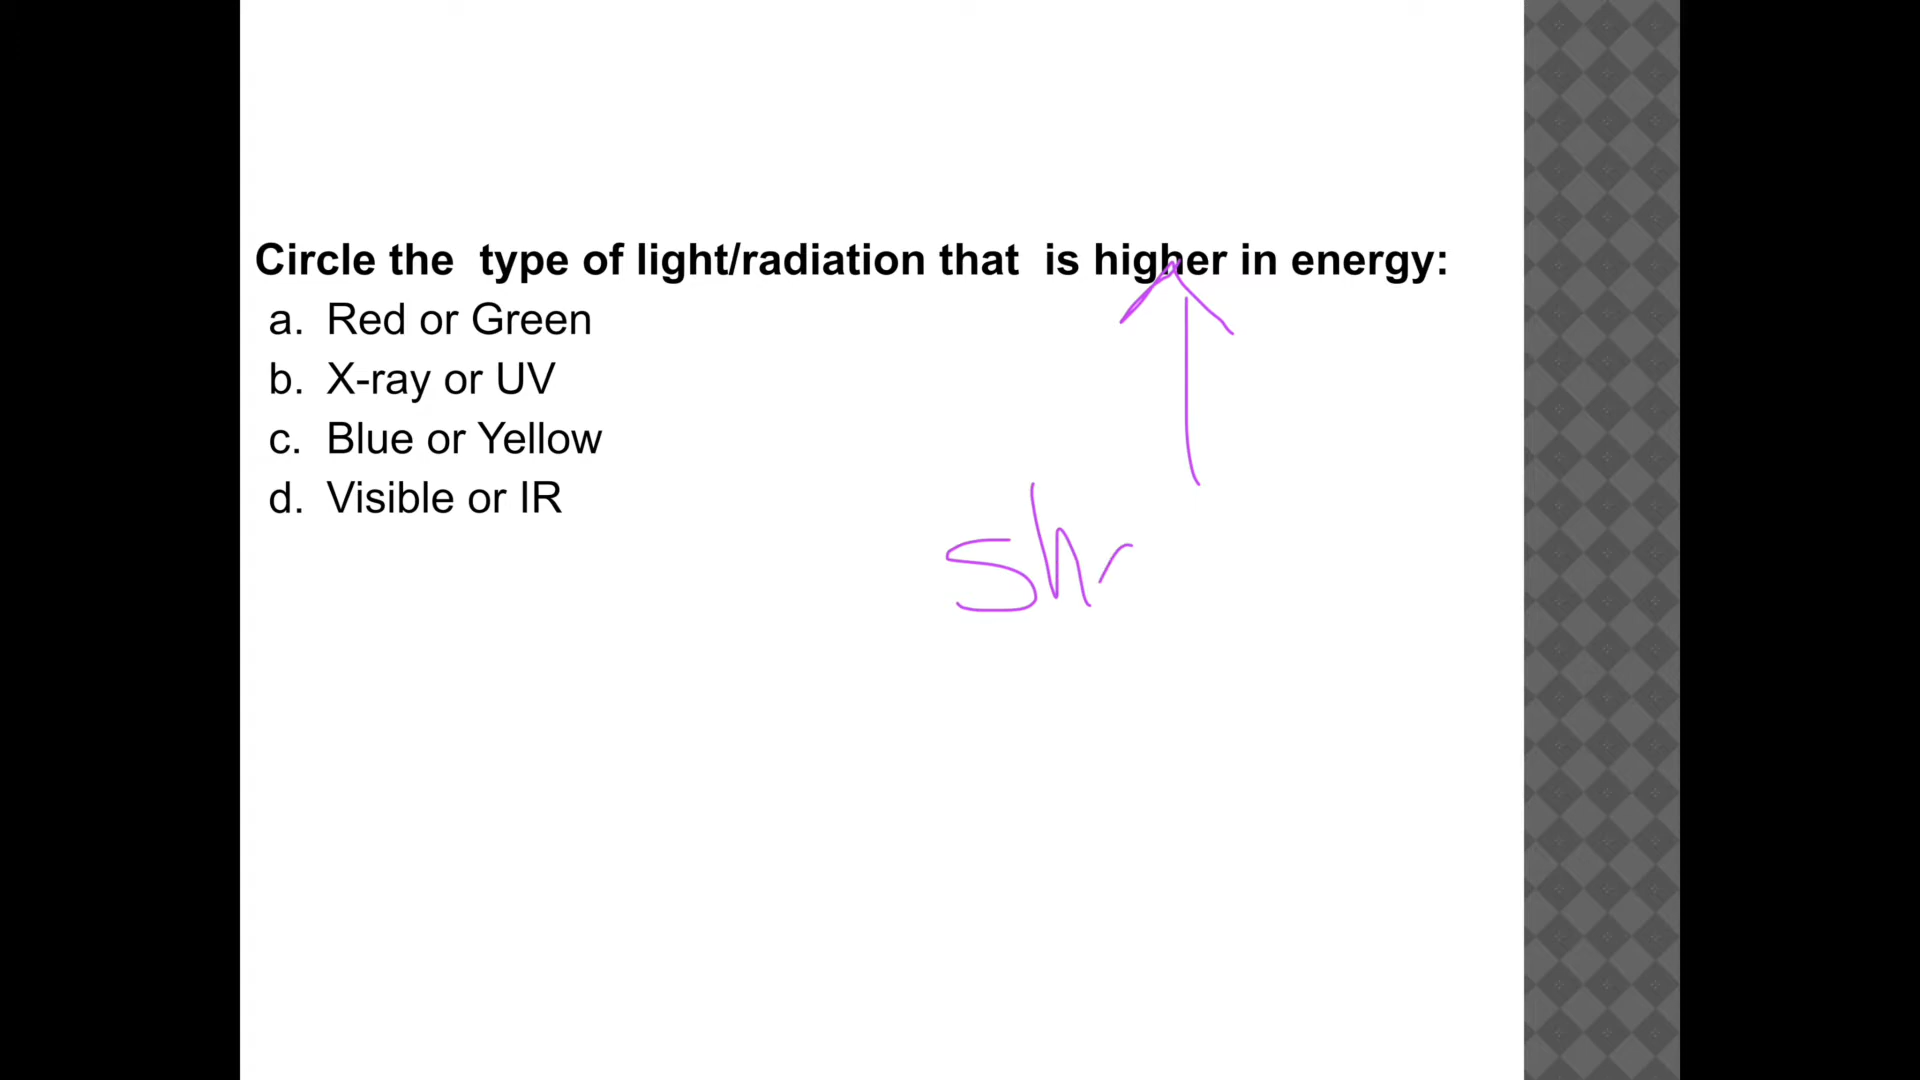 Circle the type of light/radiation that is higher in energy:
a. Red or Green
b. X-ray or UV
c. Blue or Yellow
d. Visible or IR